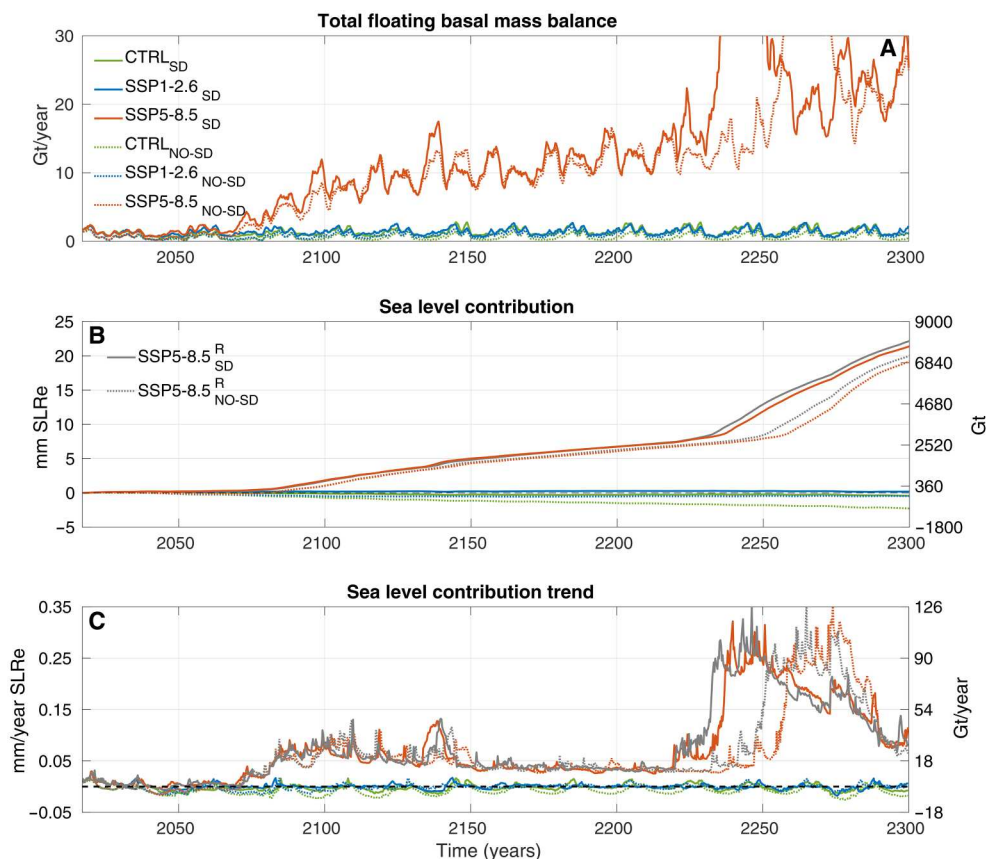 Total floating basal mass balance
A
30
20
10
0
Gt/year
CTRL SD
SSP1-2.6 SD
SSP5-8.5 SD
CTRL NO-SD
SSP1-2.6 NO-SD
SSP5-8.5 NO-SD
2050 2100 2150 2200 2250 2300
Sea level contribution
B
25
20
15
10
5
0
−5
mm SLRe
SSP5-8.5 R SD
SSP5-8.5 R NO-SD
9000
6840
4680
2520
360
−1800
Gt
2050 2100 2150 2200 2250 2300
Sea level contribution trend
C
0.35
0.25
0.15
0.05
−0.05
mm/year SLRe
126
90
54
18
−18
Gt/year
2050 2100 2150 2200 2250 2300
Time (years)